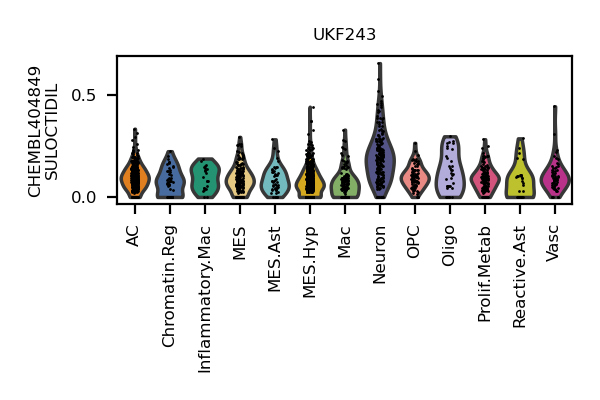 UKF243
CHEMBL404849
SULOCTIDIL
0.5
0.0
AC
Chromatin.Reg
Inflammatory.Mac
MES
MES.Ast
MES.Hyp
Mac
Neuron
OPC
Oligo
Prolif.Metab
Reactive.Ast
Vasc